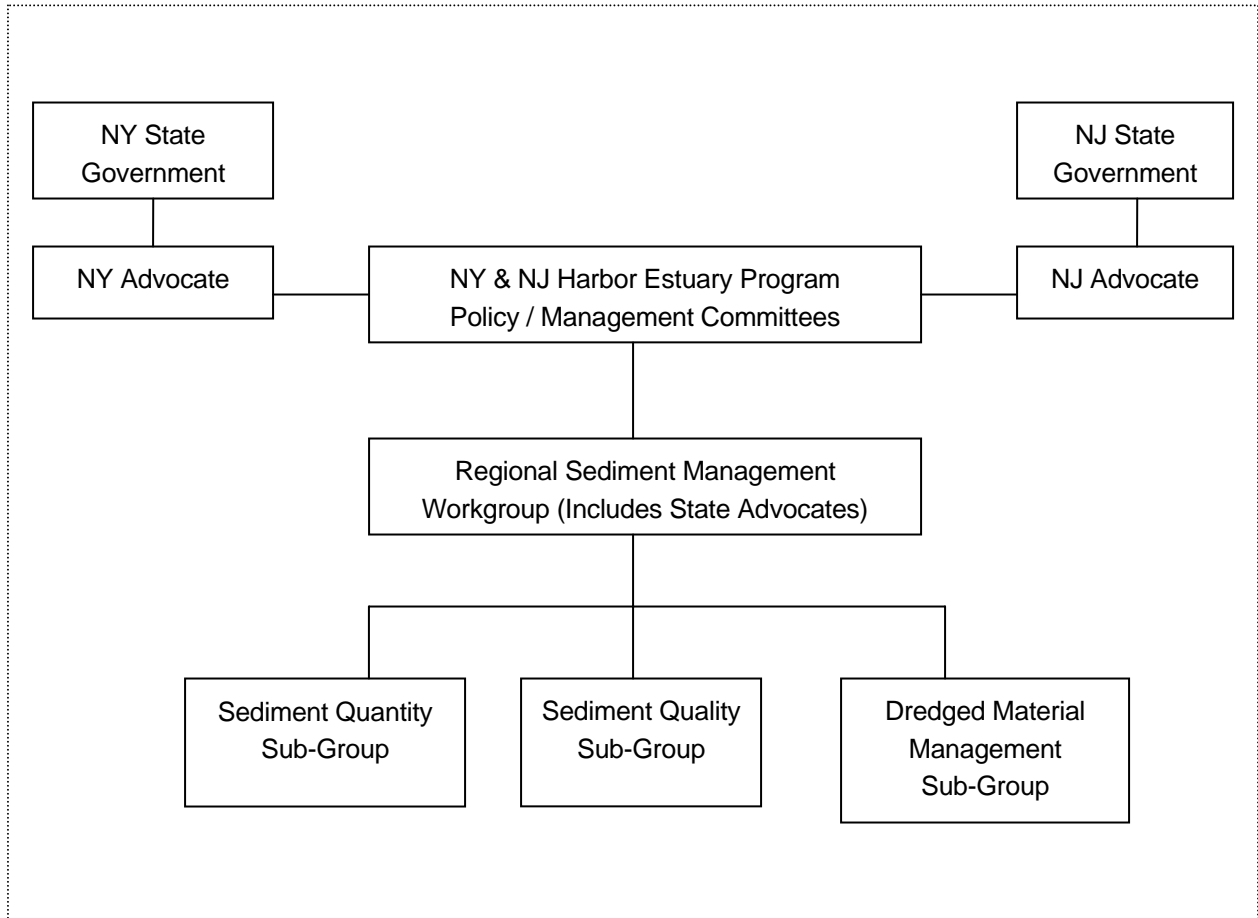 NY State
Government
NJ State
Government
NY Advocate
NY & NJ Harbor Estuary Program
Policy / Management Committees
NJ Advocate
Regional Sediment Management
Workgroup (Includes State Advocates)
Sediment Quantity
Sub-Group
Sediment Quality
Sub-Group
Dredged Material
Management
Sub-Group